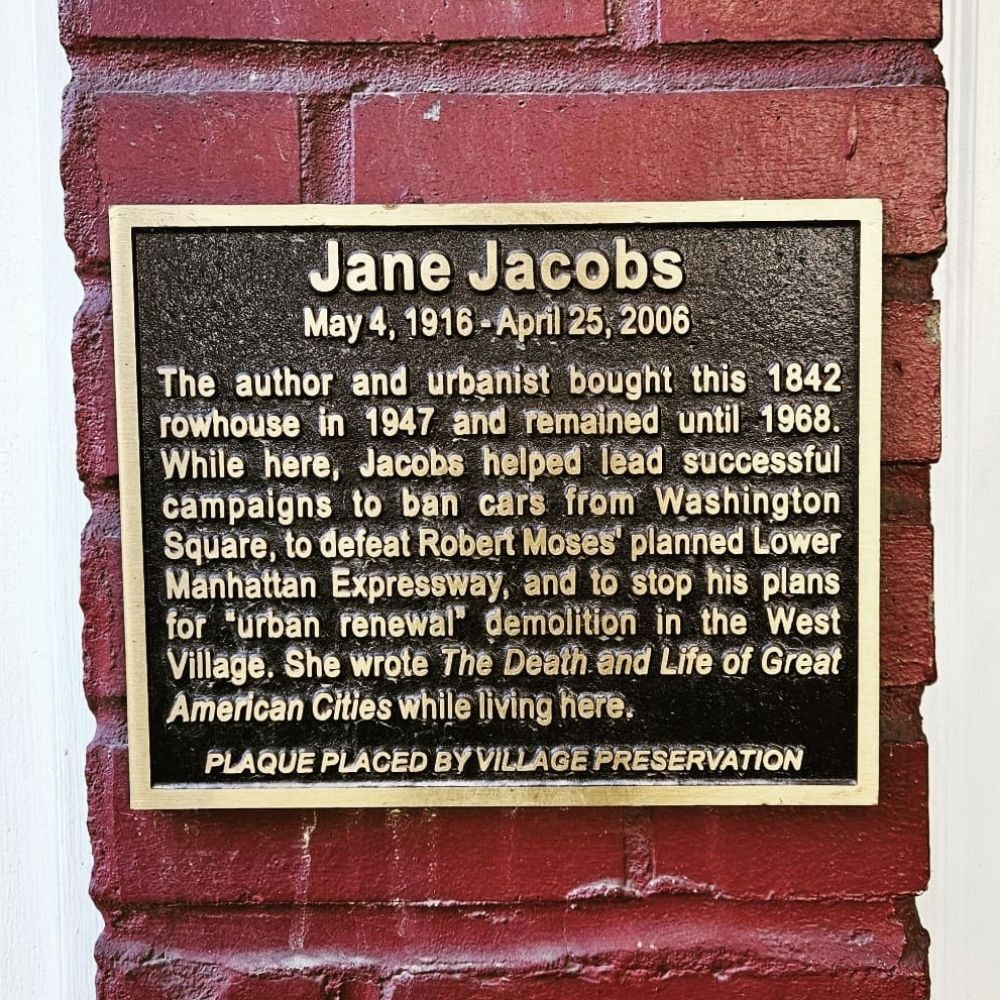 Jane Jacobs
May 4, 1916 - April 25, 2006
The author and urbanist bought this 1842
rowhouse in 1947 and remained until 1968.
While here, Jacobs helped lead successful
campaigns to ban cars from Washington
Square, to defeat Robert Moses' planned Lower
Manhattan Expressway, and to stop his plans
for "urban renewal" demolition in the West
Village. She wrote The Death and Life of Great
American Cities while living here.
PLAQUE PLACED BY VILLAGE PRESERVATION